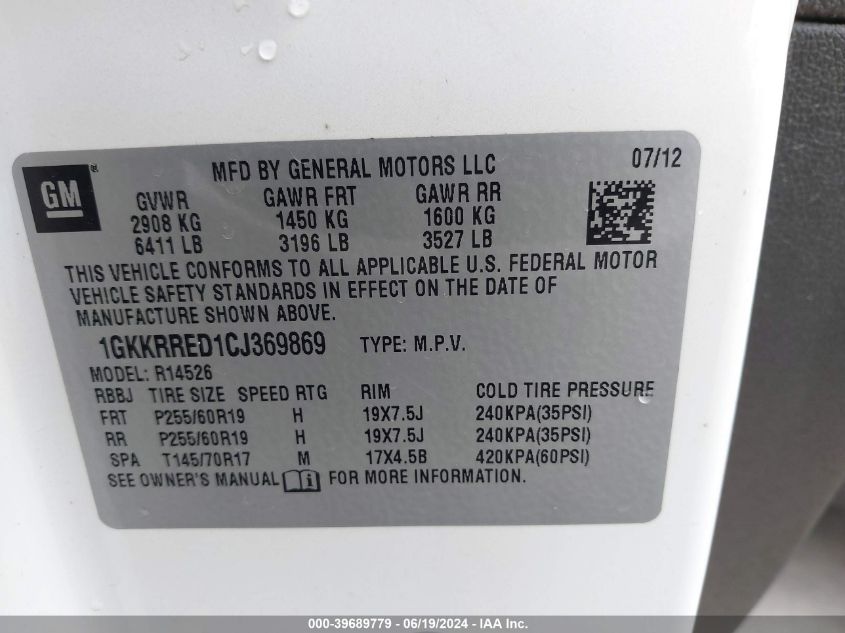 GM®
MFD BY GENERAL MOTORS LLC 07/12
GVWR GAWR FRT GAWR RR
2908 KG 1450 KG 1600 KG
6411 LB 3196 LB 3527 LB
THIS VEHICLE CONFORMS TO ALL APPLICABLE U.S. FEDERAL MOTOR
VEHICLE SAFETY STANDARDS IN EFFECT ON THE DATE OF
MANUFACTURE SHOWN ABOVE.
1GKKRRED1CJ369869 TYPE: M.P.V.
MODEL: R14526
RBBJ TIRE SIZE SPEED RTG RIM COLD TIRE PRESSURE
FRT P255/60R19 H 19X7.5J 240KPA(35PSI)
RR P255/60R19 H 19X7.5J 240KPA(35PSI)
SPA T145/70R17 M 17X4.5B 420KPA(60PSI)
SEE OWNER'S MANUAL i FOR MORE INFORMATION.
000-39689779 - 06/19/2024 - IAA Inc.